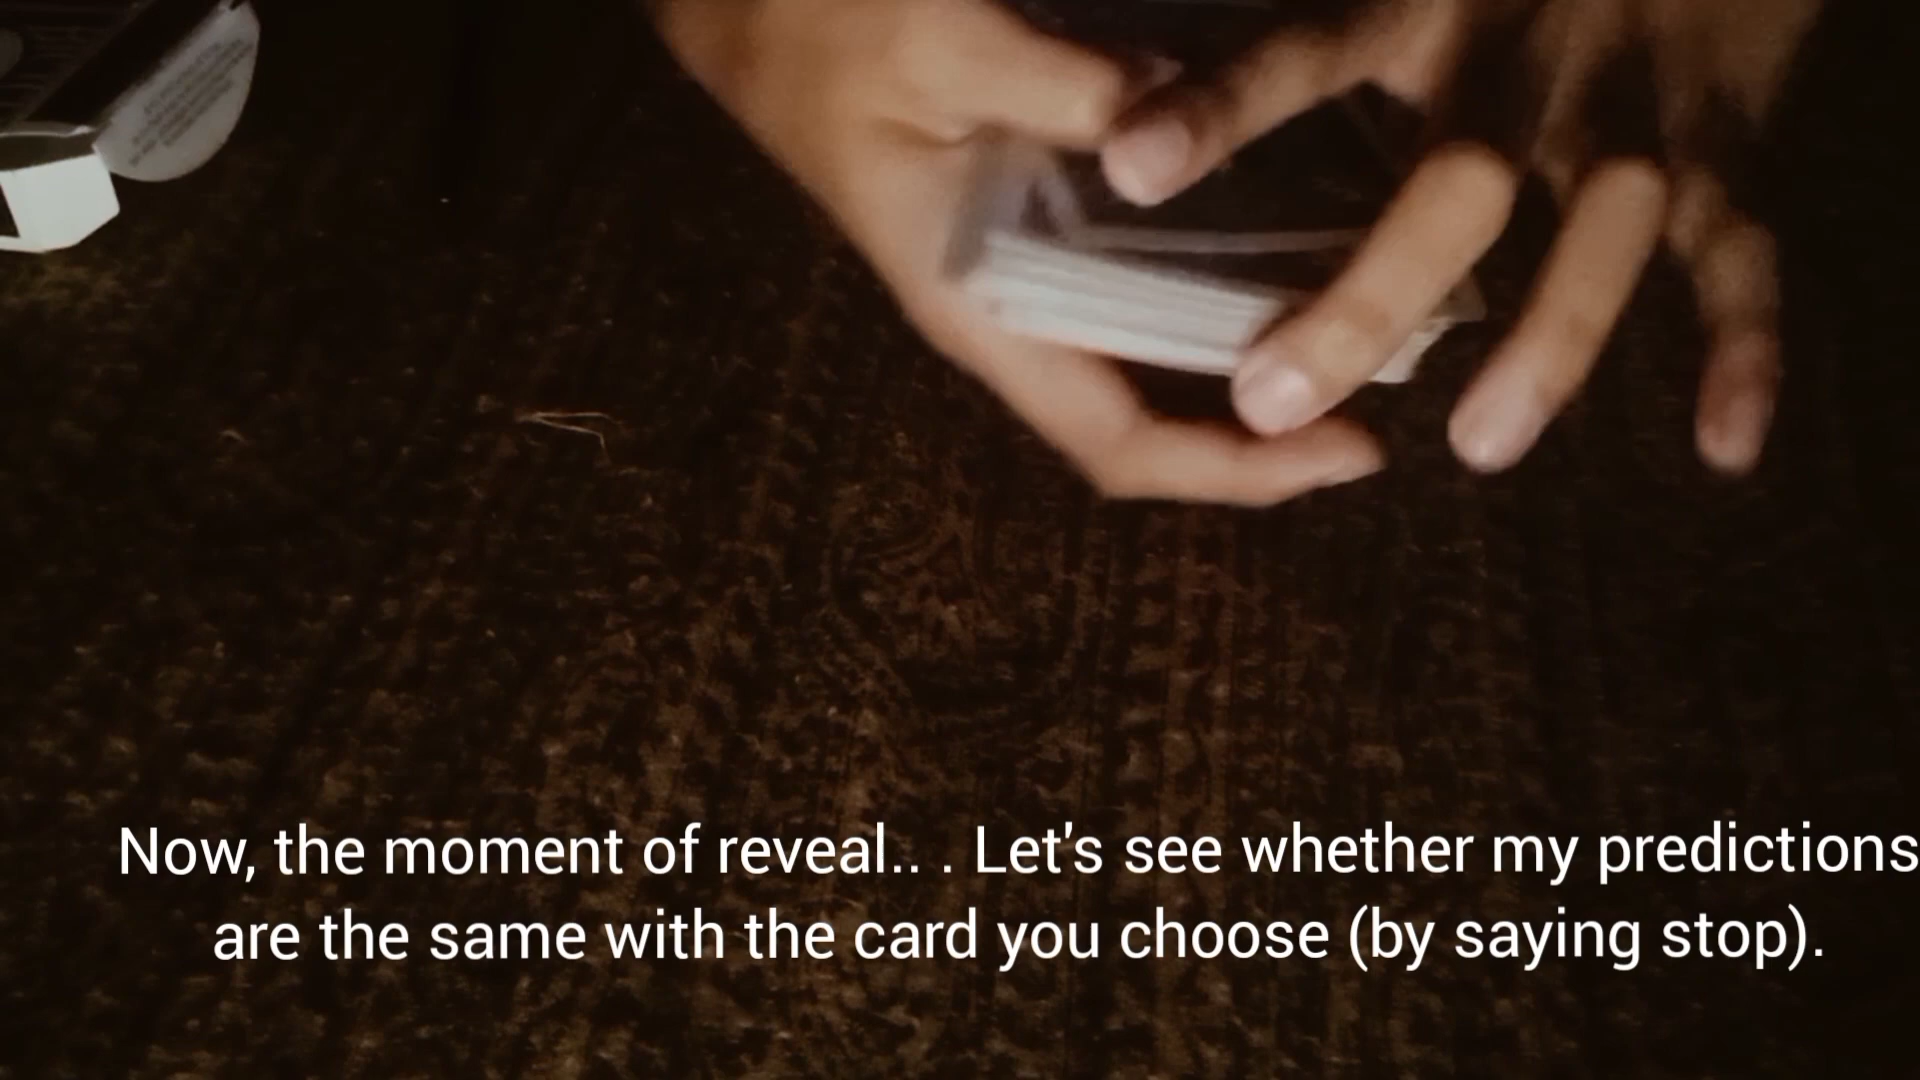 Now, the moment of reveal.. . Let's see whether my predictions
are the same with the card you choose (by saying stop).